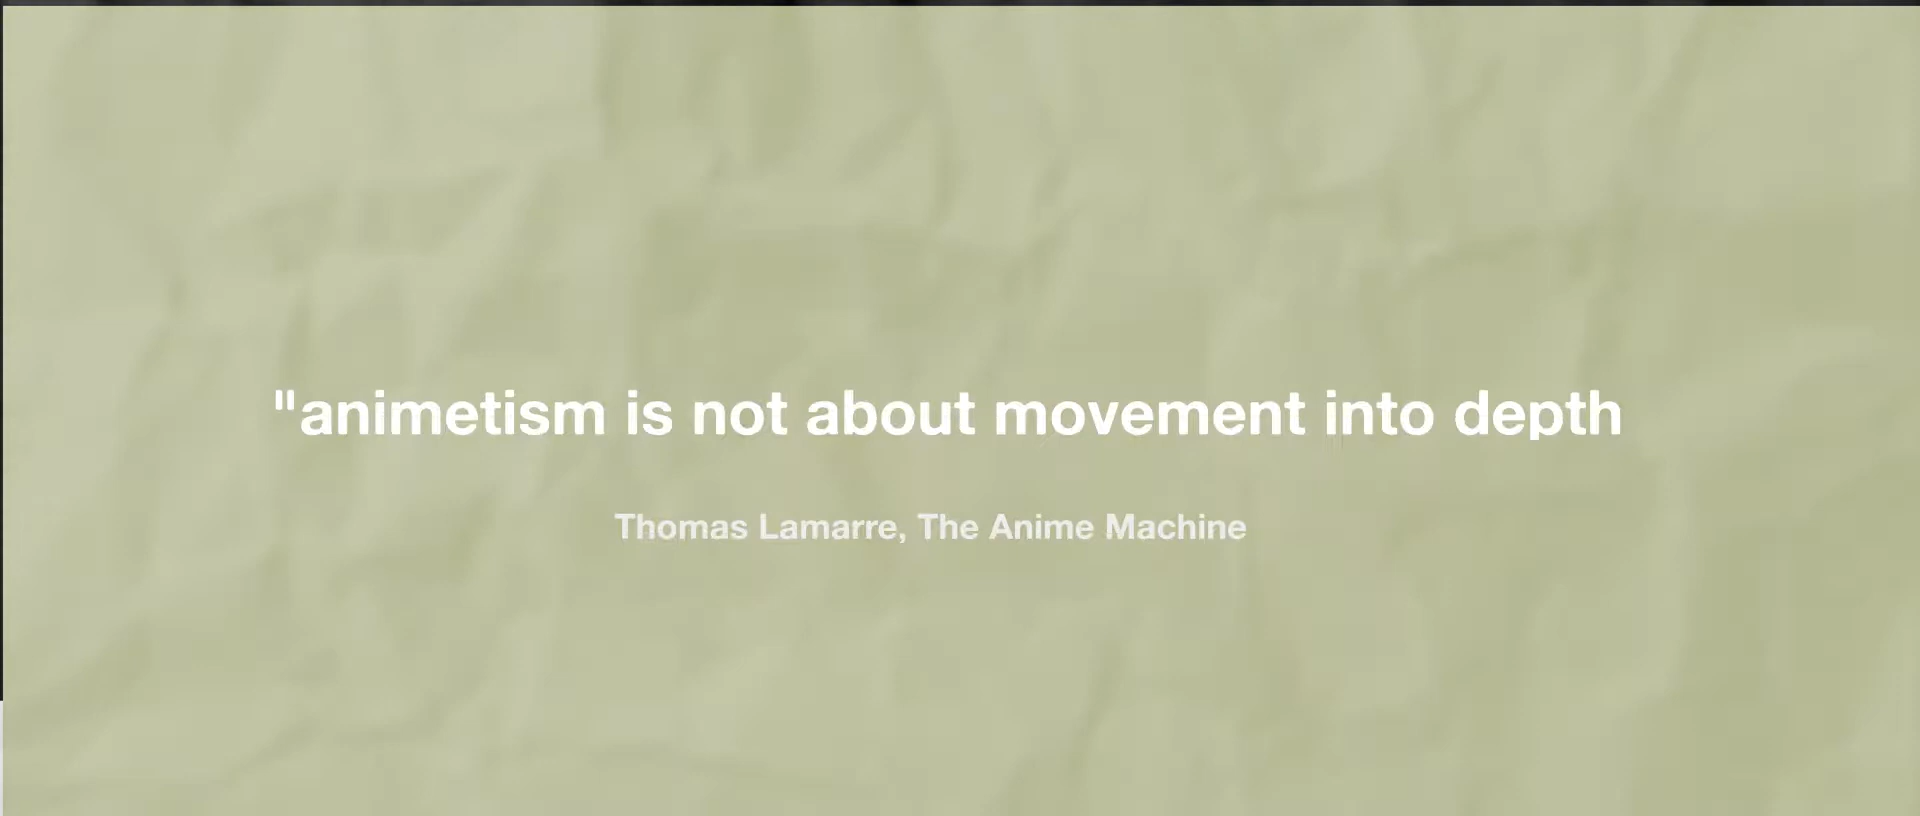 "animetism is not about movement into depth
Thomas Lamarre, The Anime Machine